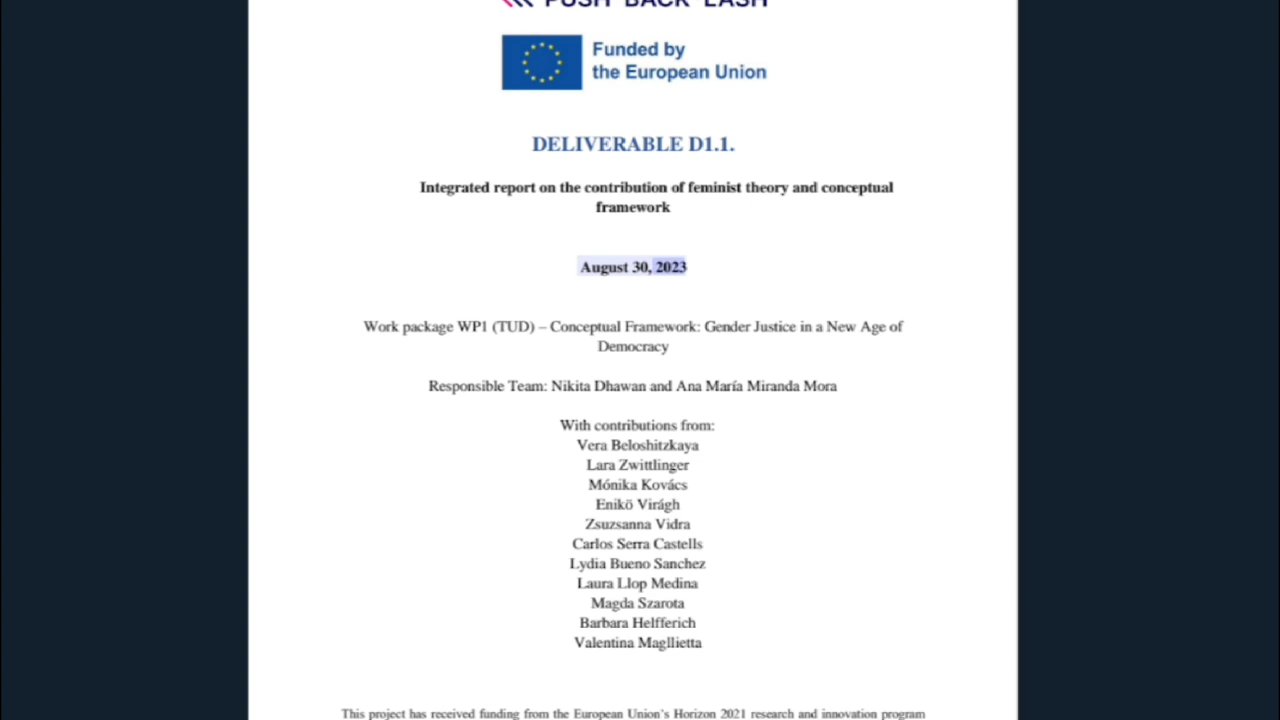 PUSH*BACK*LASH
Funded by
the European Union
DELIVERABLE D1.1.
Integrated report on the contribution of feminist theory and conceptual
framework
August 30, 2023
Work package WP1 (TUD) – Conceptual Framework: Gender Justice in a New Age of
Democracy
Responsible Team: Nikita Dhawan and Ana María Miranda Mora
With contributions from:
Vera Beloshitzkaya
Lara Zwittlinger
Mónika Kovács
Enikö Virágh
Zsuzsanna Vidra
Carlos Serra Castells
Lydia Bueno Sanchez
Laura Llop Medina
Magda Szarota
Barbara Helfferich
Valentina Magllietta
This project has received funding from the European Union's Horizon 2021 research and innovation program